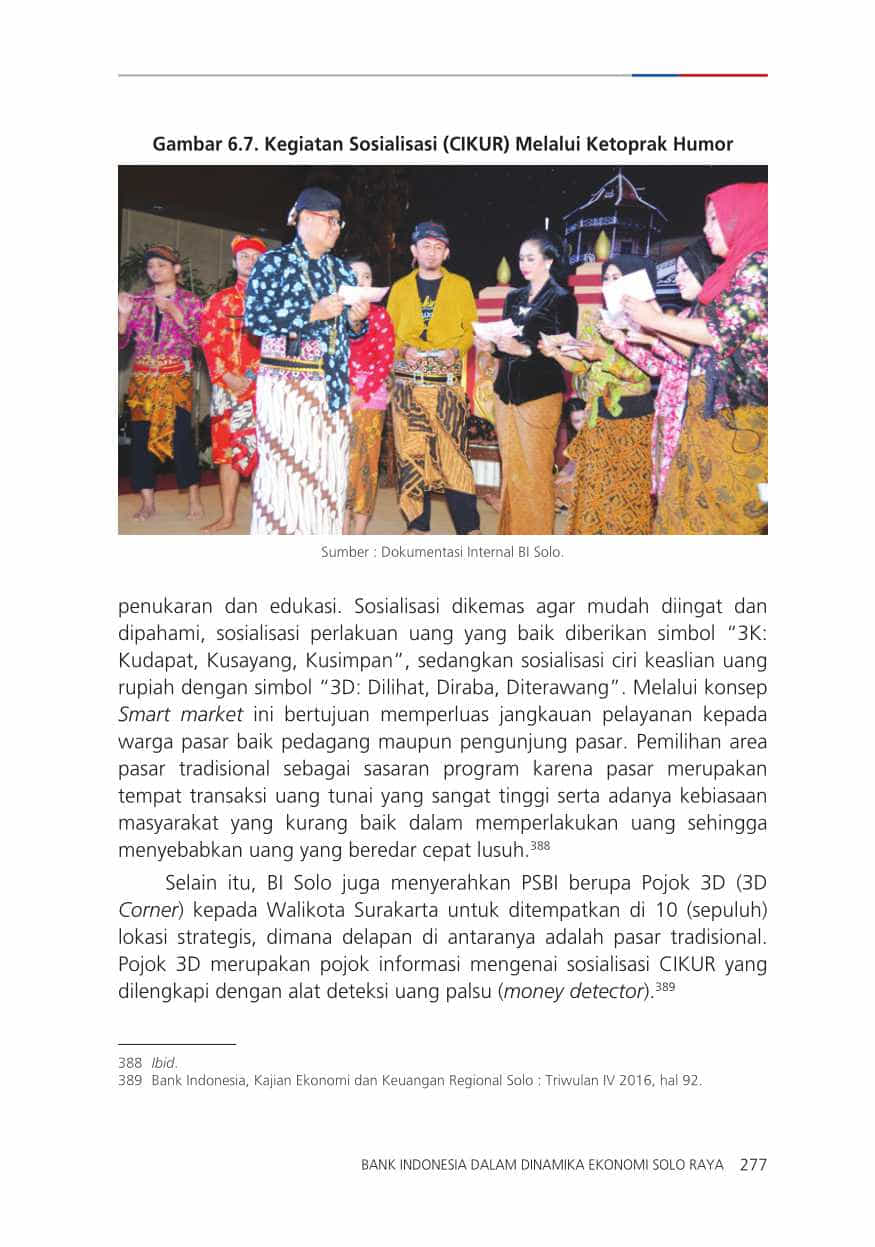 Gambar 6.7. Kegiatan Sosialisasi (CIKUR) Melalui Ketoprak Humor
Sumber : Dokumentasi Internal BI Solo.
penukaran dan edukasi. Sosialisasi dikemas agar mudah diingat dan
dipahami, sosialisasi perlakuan uang yang baik diberikan simbol “3K:
Kudapat, Kusayang, Kusimpan”, sedangkan sosialisasi ciri keaslian uang
rupiah dengan simbol “3D: Dilihat, Diraba, Diterawang”. Melalui konsep
Smart market ini bertujuan memperluas jangkauan pelayanan kepada
warga pasar baik pedagang maupun pengunjung pasar. Pemilihan area
pasar tradisional sebagai sasaran program karena pasar merupakan
tempat transaksi uang tunai yang sangat tinggi serta adanya kebiasaan
masyarakat yang kurang baik dalam memperlakukan uang sehingga
menyebabkan uang yang beredar cepat lusuh.388
Selain itu, BI Solo juga menyerahkan PSBI berupa Pojok 3D (3D
Corner) kepada Walikota Surakarta untuk ditempatkan di 10 (sepuluh)
lokasi strategis, dimana delapan di antaranya adalah pasar tradisional.
Pojok 3D merupakan pojok informasi mengenai sosialisasi CIKUR yang
dilengkapi dengan alat deteksi uang palsu (money detector).389
388 Ibid.
389 Bank Indonesia, Kajian Ekonomi dan Keuangan Regional Solo : Triwulan IV 2016, hal 92.
BANK INDONESIA DALAM DINAMIKA EKONOMI SOLO RAYA 277